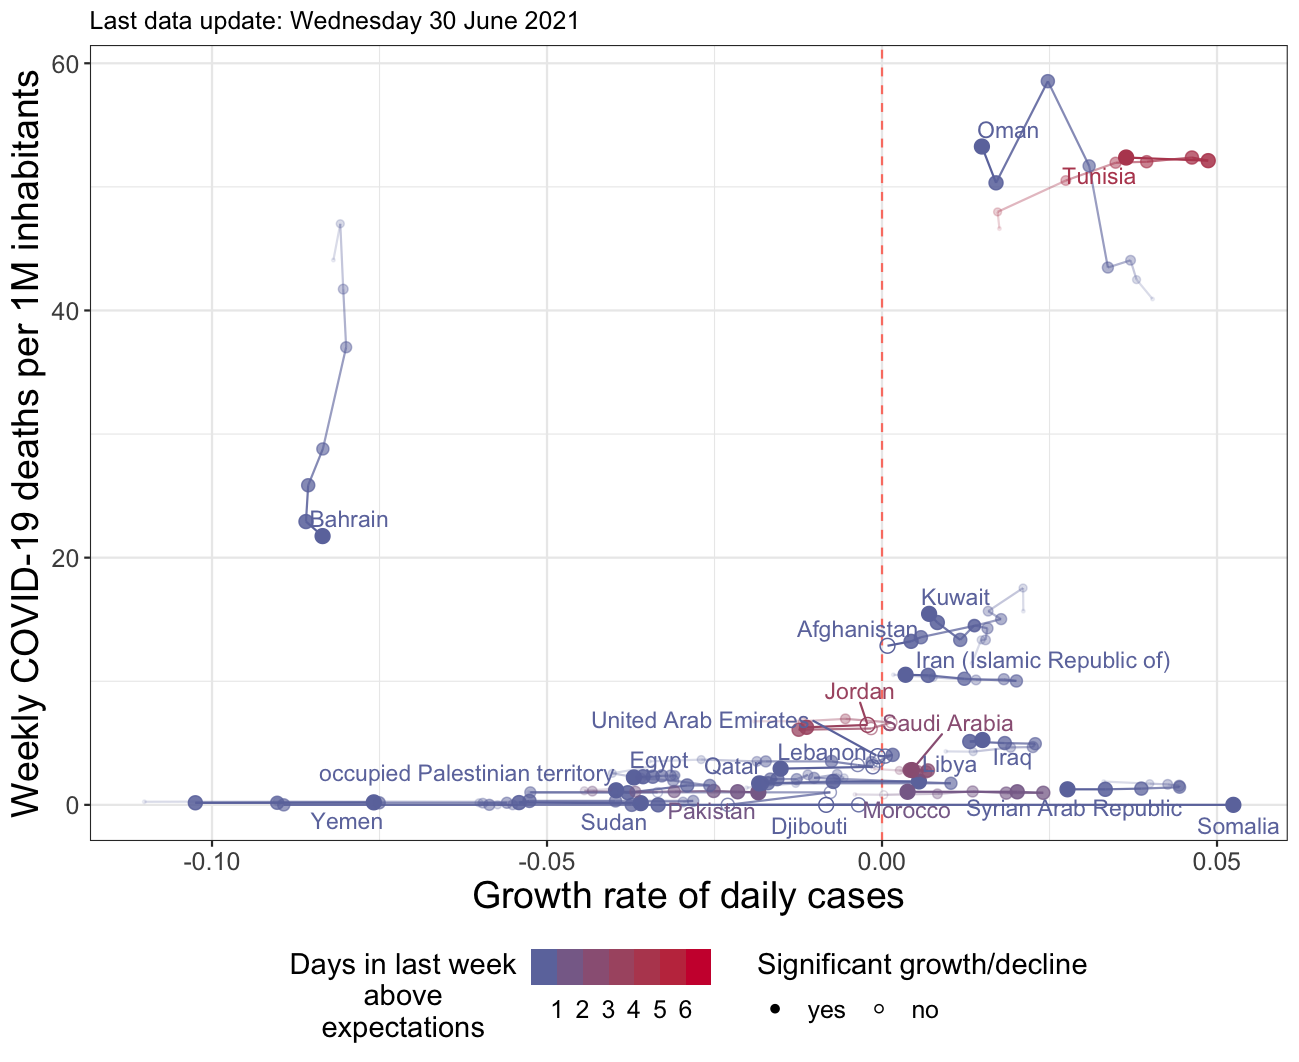 Last data update: Wednesday 30 June 2021
Weekly COVID-19 deaths per 1M inhabitants
60
40
20
0
Oman
Tunisia
Bahrain
Kuwait
Afghanistan
Iran (Islamic Republic of)
Jordan
United Arab Emirates
Saudi Arabia
Lebanon
Egypt
Qatar
Libya
Iraq
occupied Palestinian territory
Yemen
Sudan
Pakistan
Djibouti
Morocco
Syrian Arab Republic
Somalia
-0.10 -0.05 0.00 0.05
Growth rate of daily cases
Days in last week
above
expectations
1 2 3 4 5 6
Significant growth/decline
yes no